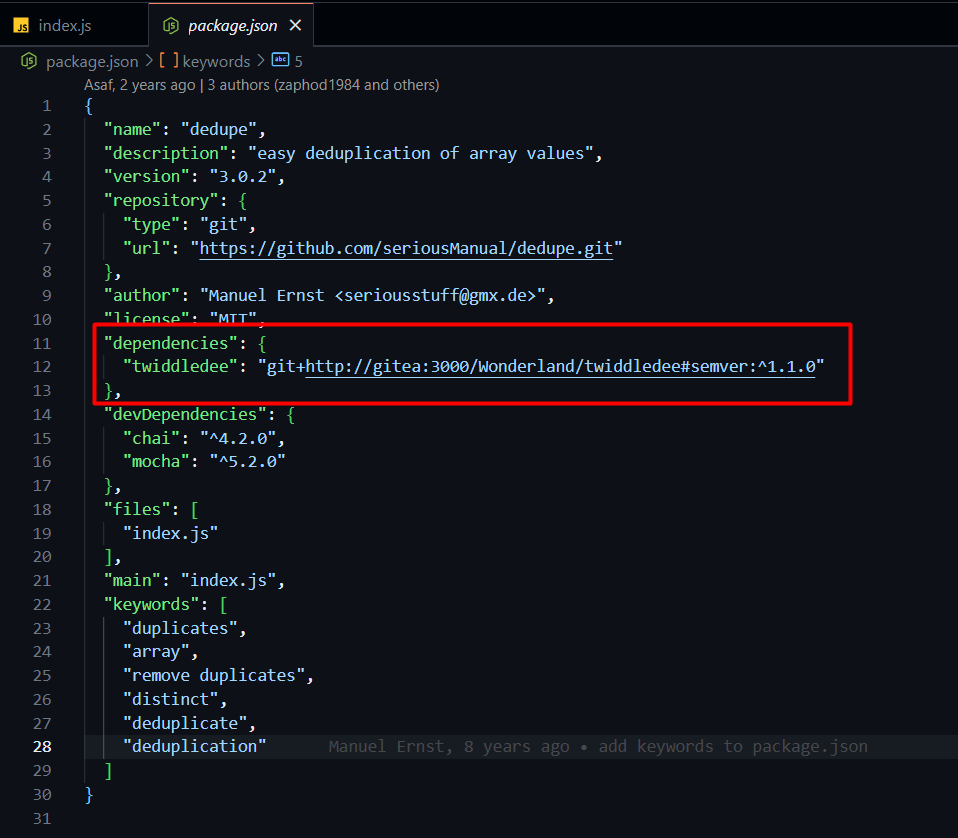 JS index.js
JS package.json ×
JS package.json > [ ] keywords > abc 5
Asaf, 2 years ago | 3 authors (zaphod1984 and others)
1 {
2 "name": "dedupe",
3 "description": "easy deduplication of array values",
4 "version": "3.0.2",
5 "repository": {
6 "type": "git",
7 "url": "https://github.com/seriousManual/dedupe.git"
8 },
9 "author": "Manuel Ernst <seriousstuff@gmx.de>",
10 "license": "MIT",
11 "dependencies": {
12 "twiddledee": "git+http://gitea:3000/Wonderland/twiddledee#semver:^1.1.0"
13 },
14 "devDependencies": {
15 "chai": "^4.2.0",
16 "mocha": "^5.2.0"
17 },
18 "files": [
19 "index.js"
20 ],
21 "main": "index.js",
22 "keywords": [
23 "duplicates",
24 "array",
25 "remove duplicates",
26 "distinct",
27 "deduplicate",
28 "deduplication" Manuel Ernst, 8 years ago • add keywords to package.json
29 ]
30 }
31